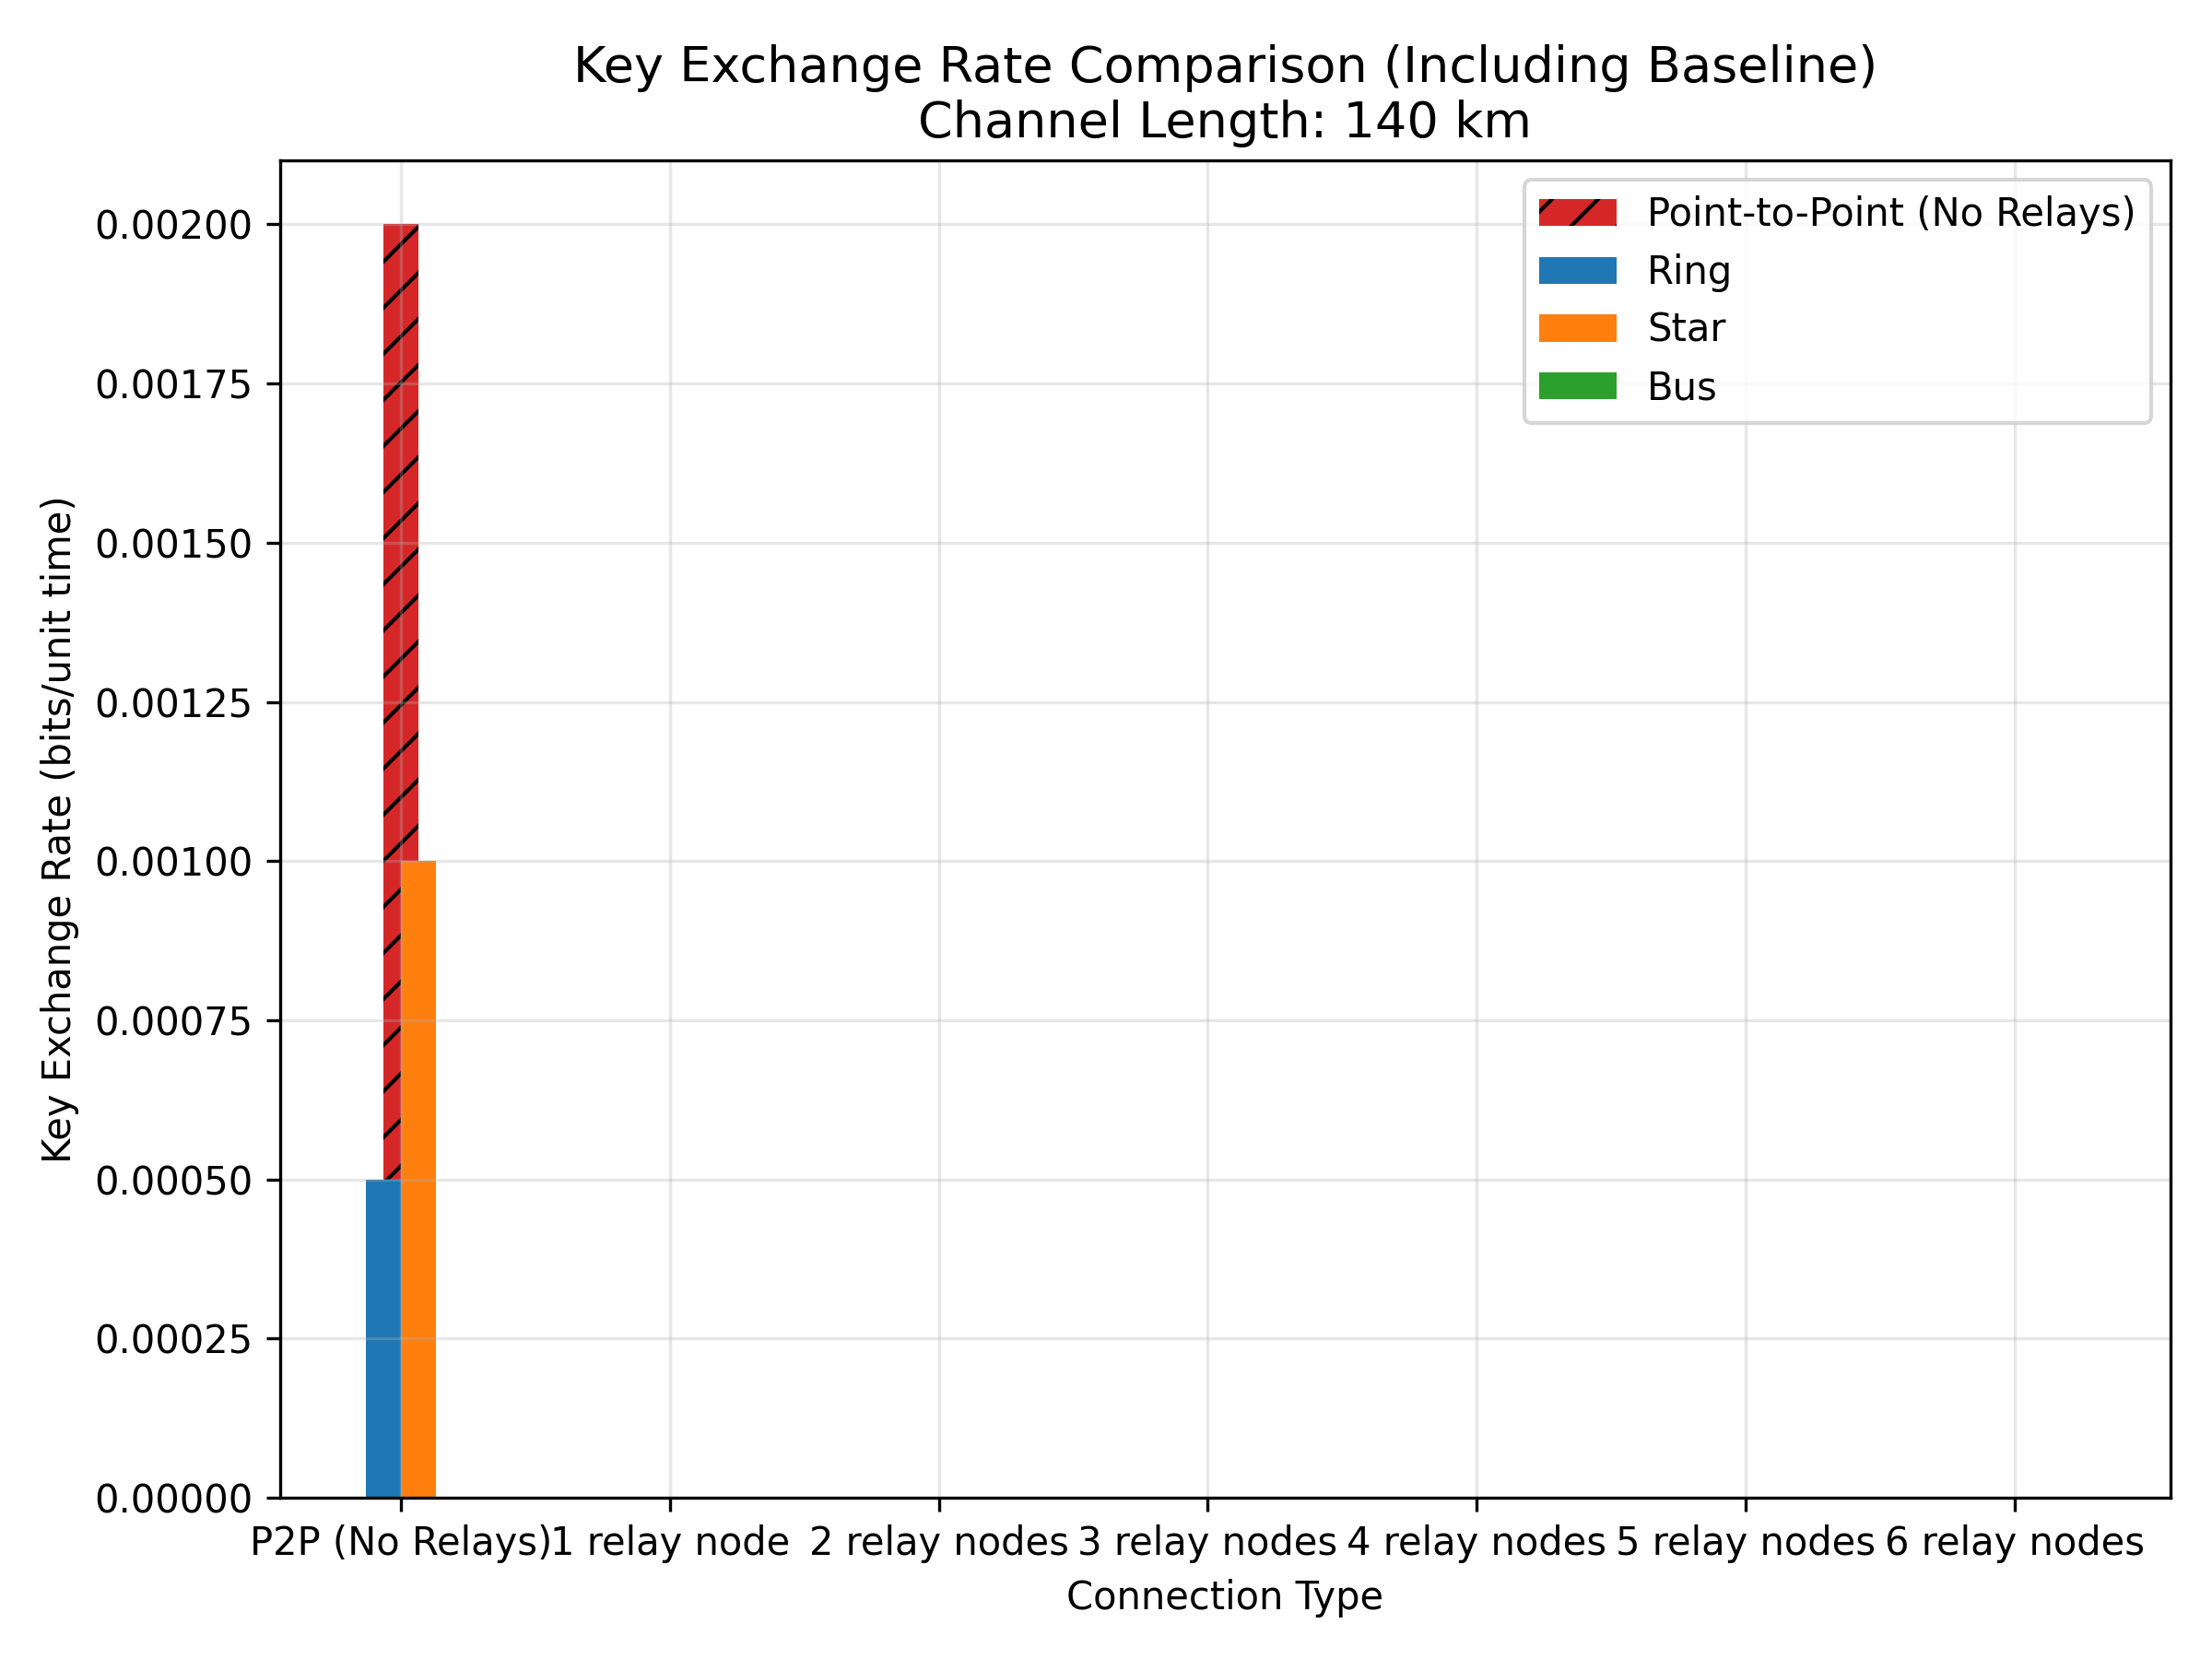 Key Exchange Rate Comparison (Including Baseline)
Channel Length: 140 km
Point-to-Point (No Relays)
Ring
Star
Bus
Key Exchange Rate (bits/unit time)
0.00200
0.00175
0.00150
0.00125
0.00100
0.00075
0.00050
0.00025
0.00000
P2P (No Relays) 1 relay node 2 relay nodes 3 relay nodes 4 relay nodes 5 relay nodes 6 relay nodes
Connection Type